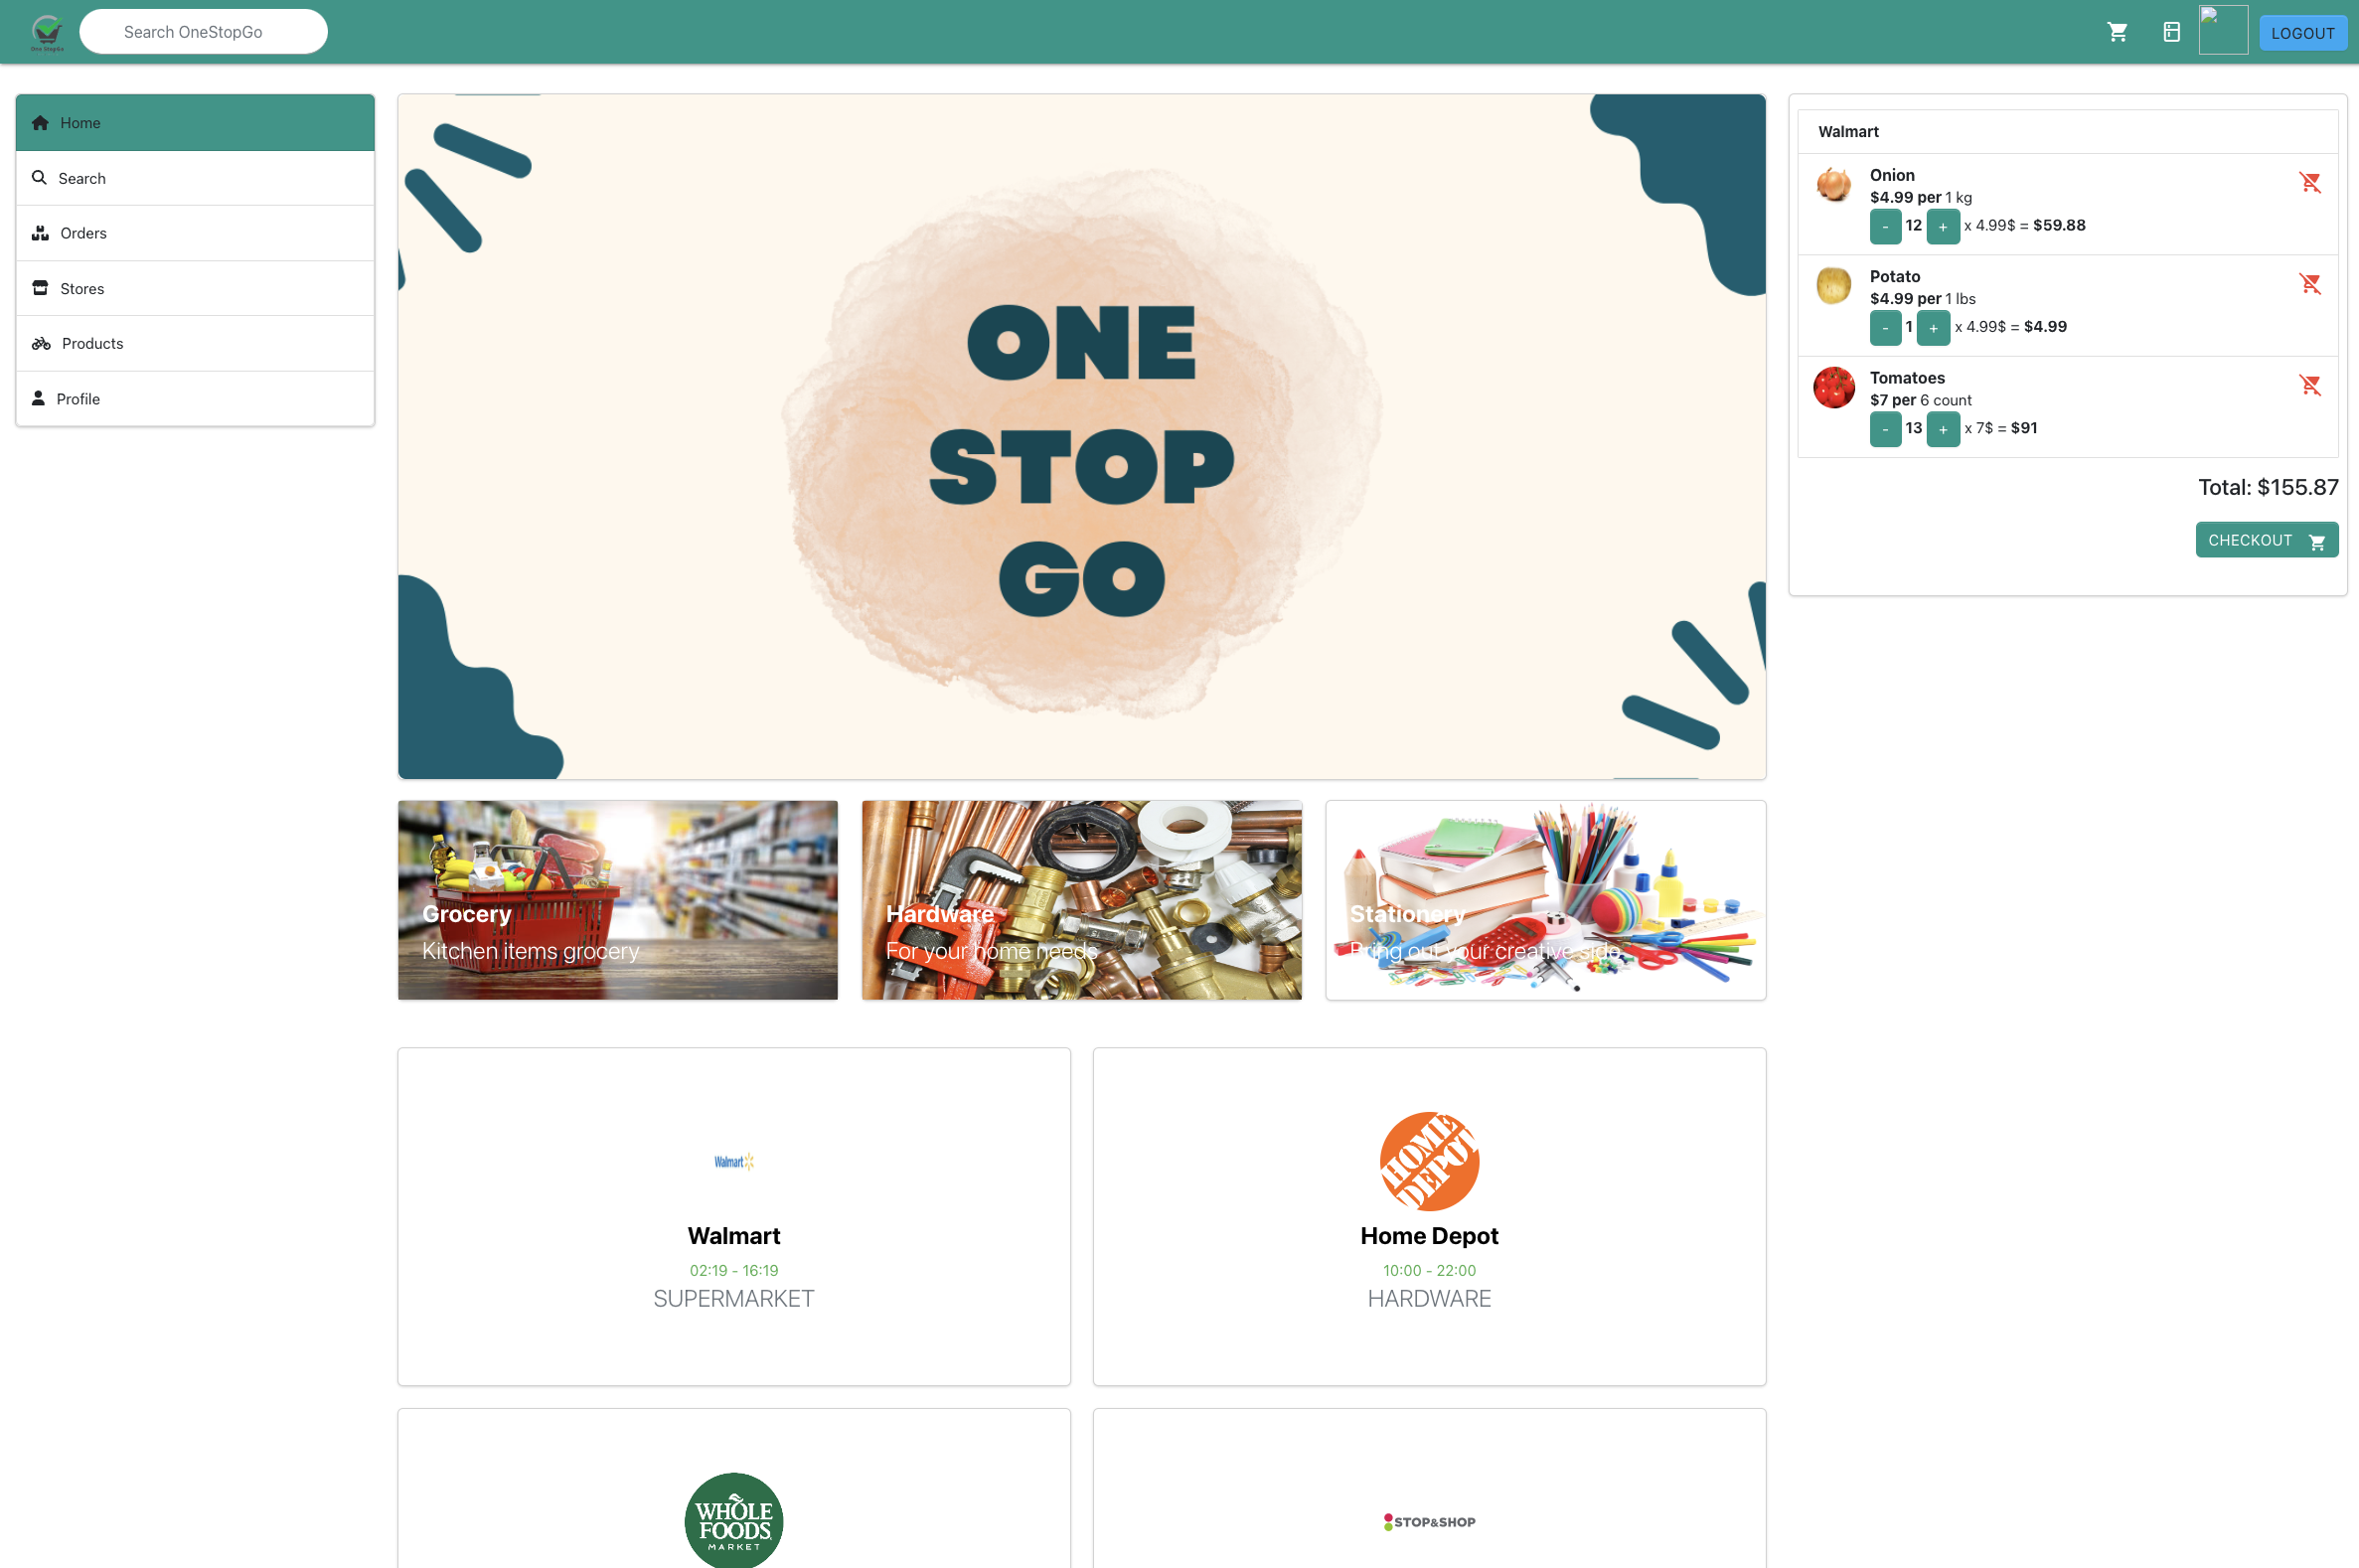 One StopGo
Search OneStopGo
LOGOUT
Home
Search
Orders
Stores
Products
Profile
ONE
STOP
GO
Walmart
Onion
$4.99 per 1 kg
- 12 + x 4.99$ = $59.88
Potato
$4.99 per 1 lbs
- 1 + x 4.99$ = $4.99
Tomatoes
$7 per 6 count
- 13 + x 7$ = $91
Total: $155.87
CHECKOUT
Grocery
Kitchen items grocery
Hardware
For your home needs
Stationery
Bring out your creative side
Walmart
Walmart
02:19 - 16:19
SUPERMARKET
HOME
DEPOT
Home Depot
10:00 - 22:00
HARDWARE
WHOLE
FOODS
MARKET
STOP&SHOP